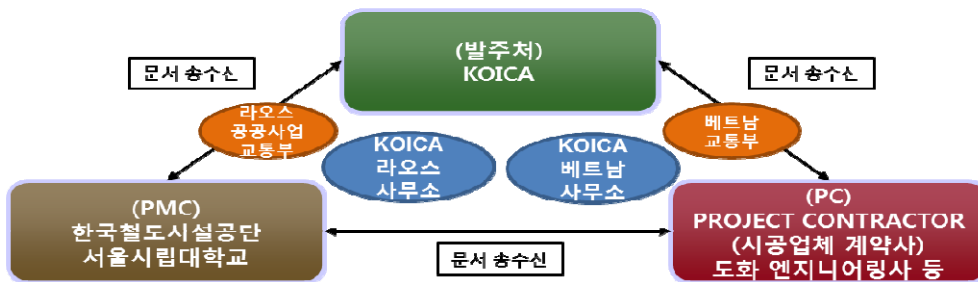 (발주처)
KOICA
문서 송수신
문서 송수신
라오스
공공사업
교통부
베트남
교통부
KOICA
라오스
사무소
KOICA
베트남
사무소
(PMC)
한국철도시설공단
서울시립대학교
(PC)
PROJECT CONTRACTOR
(시공업체 계약사)
도화 엔지니어링사 등
문서 송수신